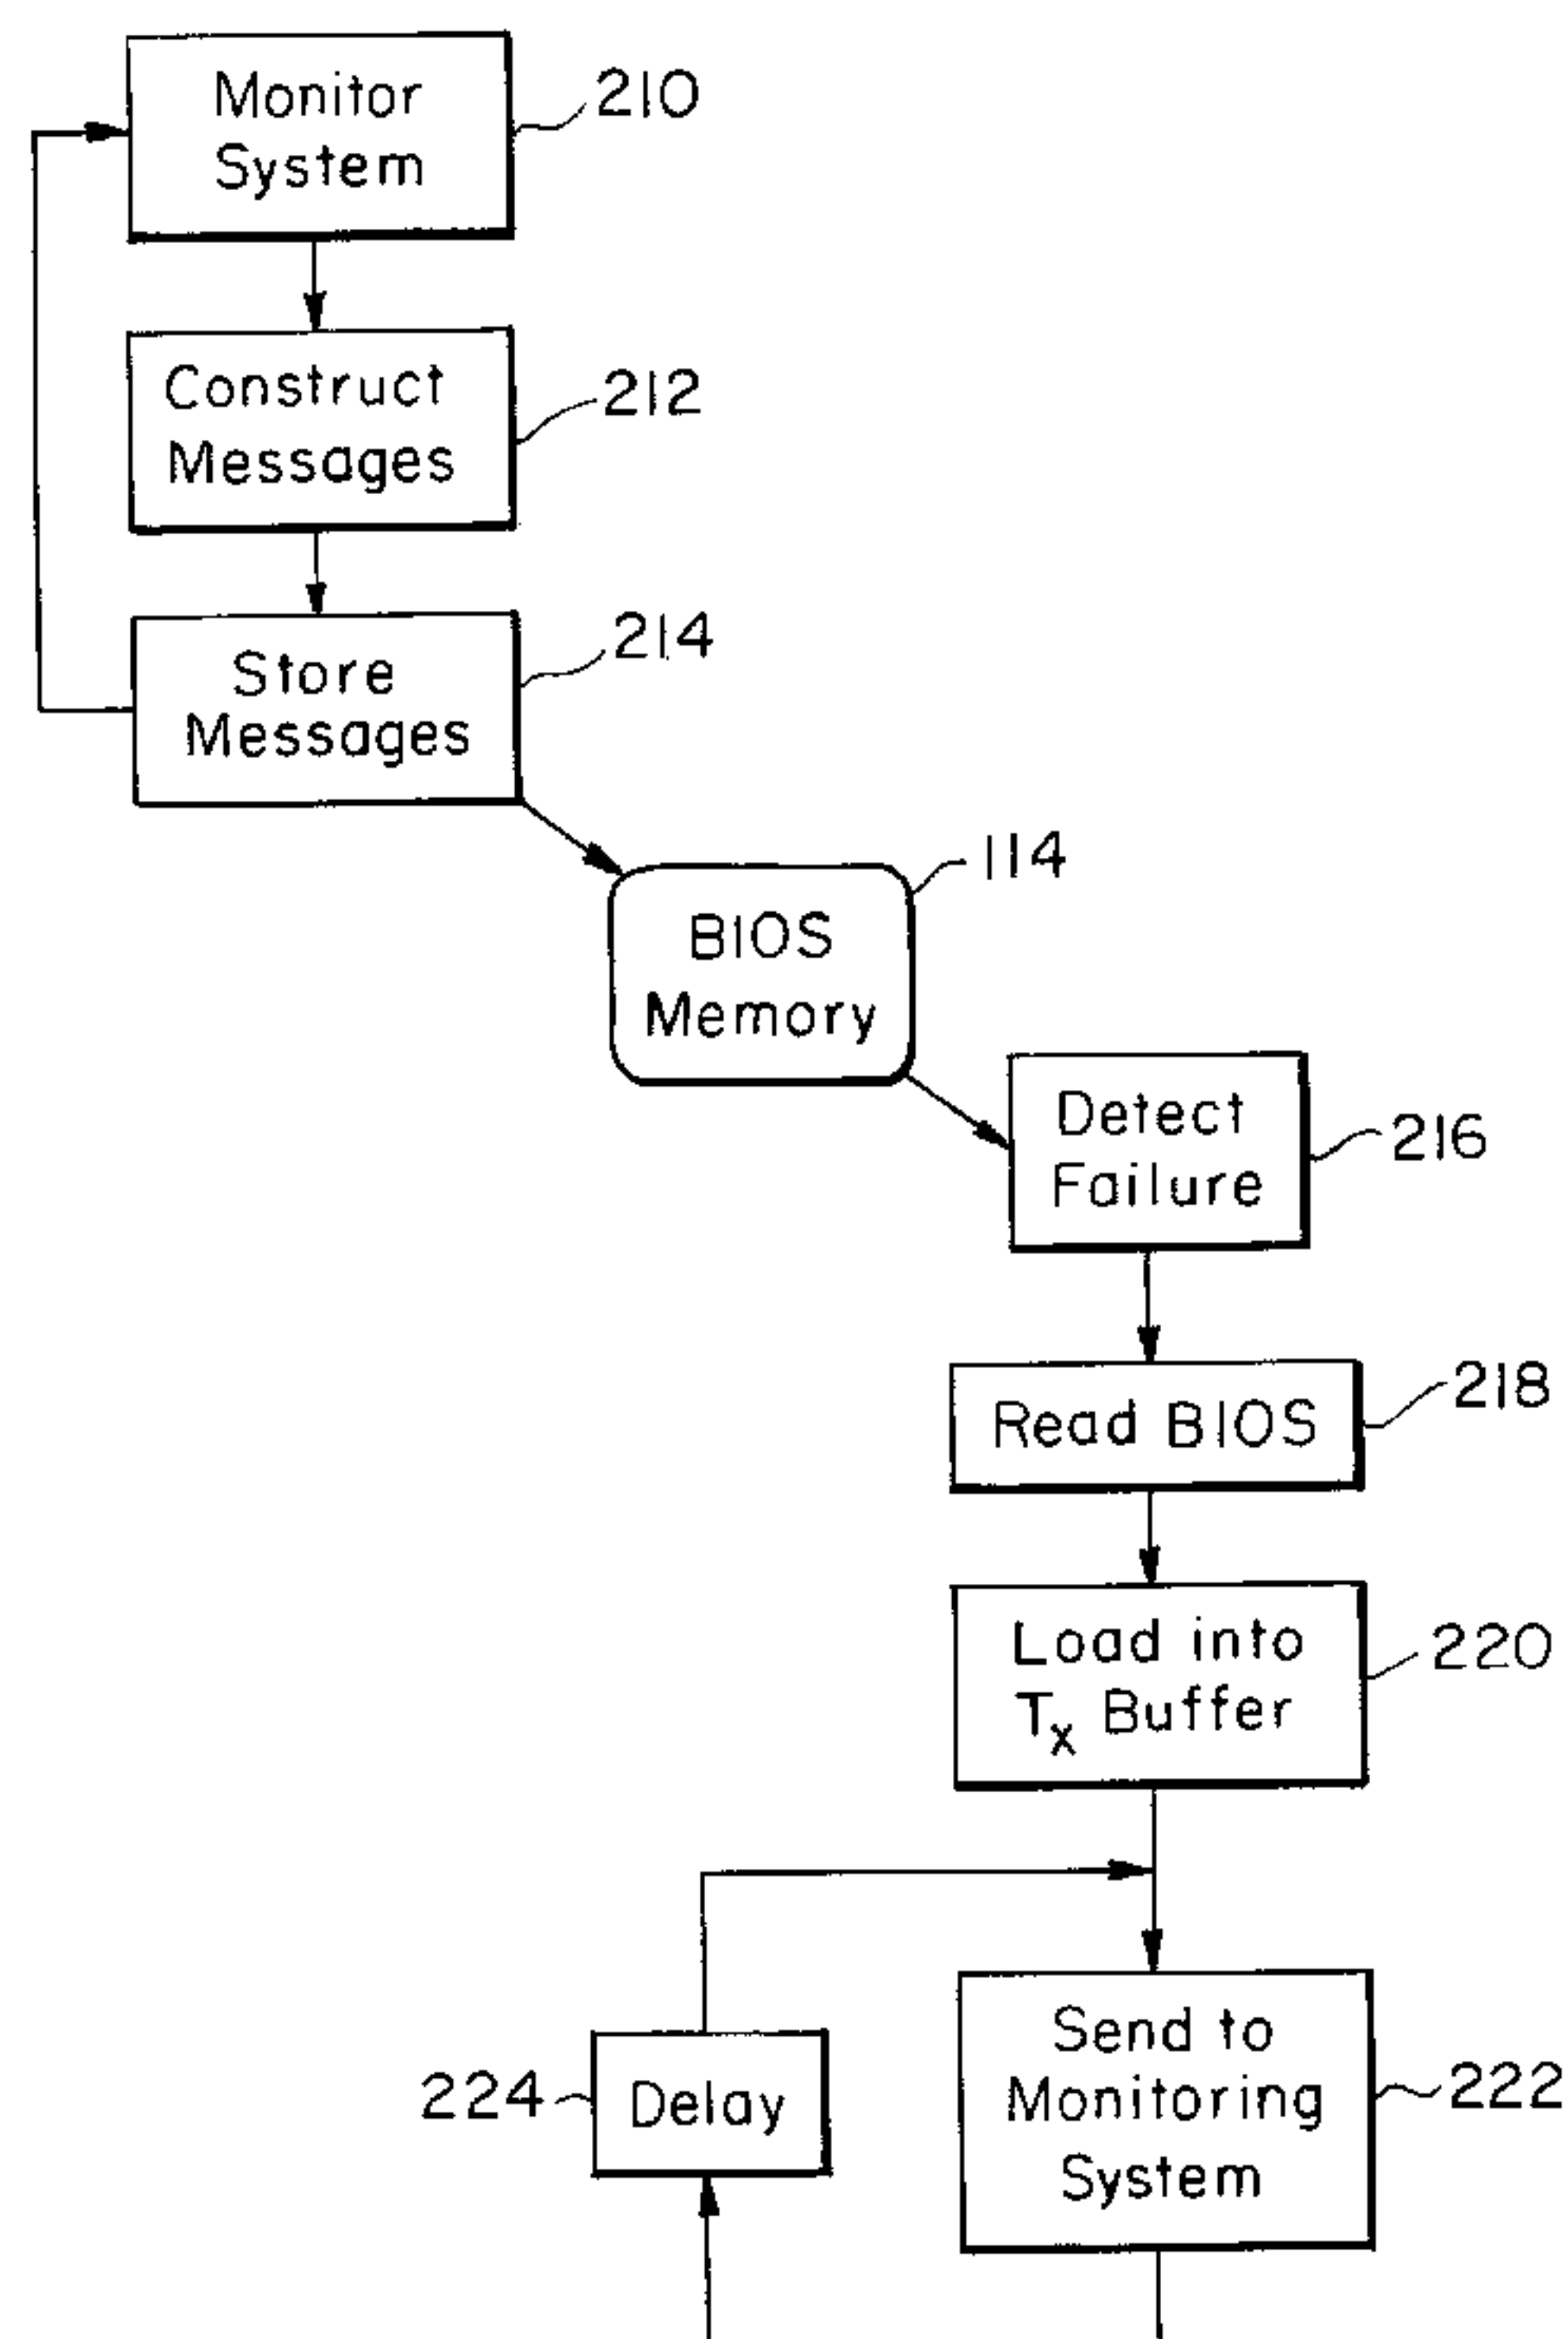 Monitor
System
210
Construct
Messages
212
Store
Messages
214
BIOS
Memory
114
Detect
Failure
216
Read BIOS
218
Load into
Tx Buffer
220
Send to
Monitoring
System
222
Delay
224